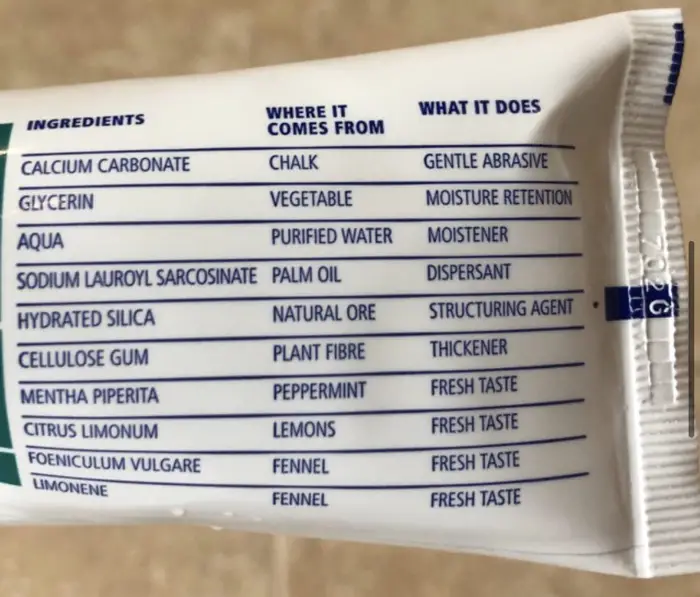 INGREDIENTS WHERE IT COMES FROM WHAT IT DOES
CALCIUM CARBONATE CHALK GENTLE ABRASIVE
GLYCERIN VEGETABLE MOISTURE RETENTION
AQUA PURIFIED WATER MOISTENER
SODIUM LAUROYL SARCOSINATE PALM OIL DISPERSANT
HYDRATED SILICA NATURAL ORE STRUCTURING AGENT
CELLULOSE GUM PLANT FIBRE THICKENER
MENTHA PIPERITA PEPPERMINT FRESH TASTE
CITRUS LIMONUM LEMONS FRESH TASTE
FOENICULUM VULGARE FENNEL FRESH TASTE
LIMONENE FENNEL FRESH TASTE